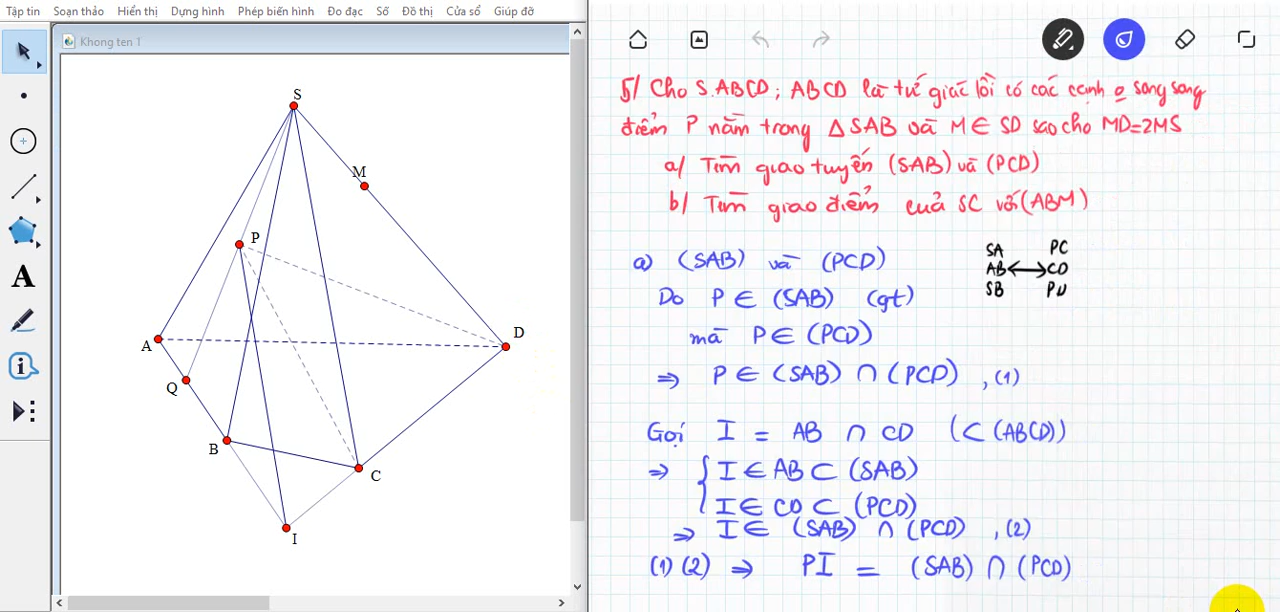 Tập tin Soạn thảo Hiển thị Dựng hình Phép biến hình Đo đạc Số Đồ thị Cửa sổ Giúp đỡ
Khong ten 1
S
M
P
A
D
Q
B
C
I
A
5/ Cho S.ABCD; ABCD là tứ giác lồi có các cạnh o song song
điểm P nằm trong ΔSAB và M ∈ SD sao cho MD=2MS
a/ Tìm giao tuyến (SAB) và (PCD)
b/ Tìm giao điểm của SC với (ABM)
SA PC
AB ↔ CD
SB PD
a) (SAB) và (PCD)
Do P ∈ (SAB) (gt)
mà P ∈ (PCD)
⇒ P ∈ (SAB) ∩ (PCD) , (1)
Gọi I = AB ∩ CD (⊂ (ABCD))
⇒ { I ∈ AB ⊂ (SAB)
I ∈ CD ⊂ (PCD)
⇒ I ∈ (SAB) ∩ (PCD) , (2)
(1) (2) ⇒ PI = (SAB) ∩ (PCD)